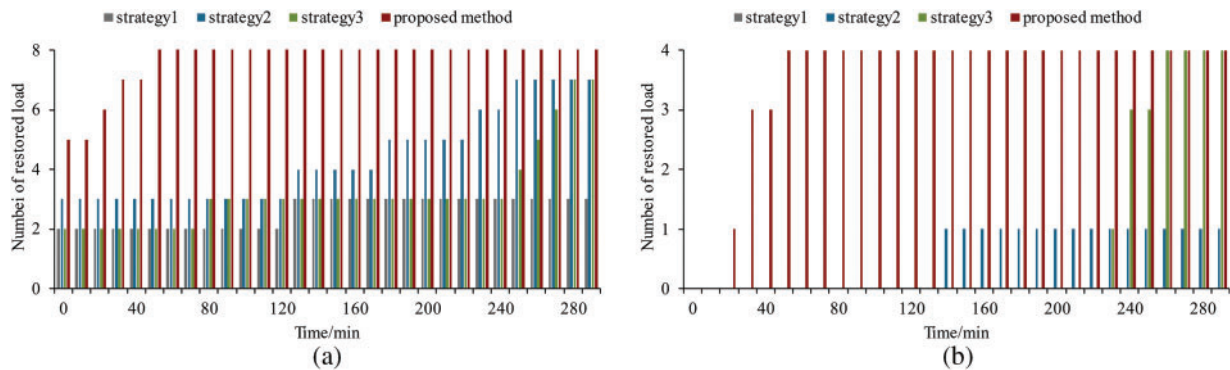 strategy1 strategy2 strategy3 proposed method
8
6
4
2
0
Numbei of restored load
0 40 80 120 160 200 240 280
Time/min
(a)
strategy1 strategy2 strategy3 proposed method
4
3
2
1
0
Numbei of restored load
0 40 80 120 160 200 240 280
Time/min
(b)